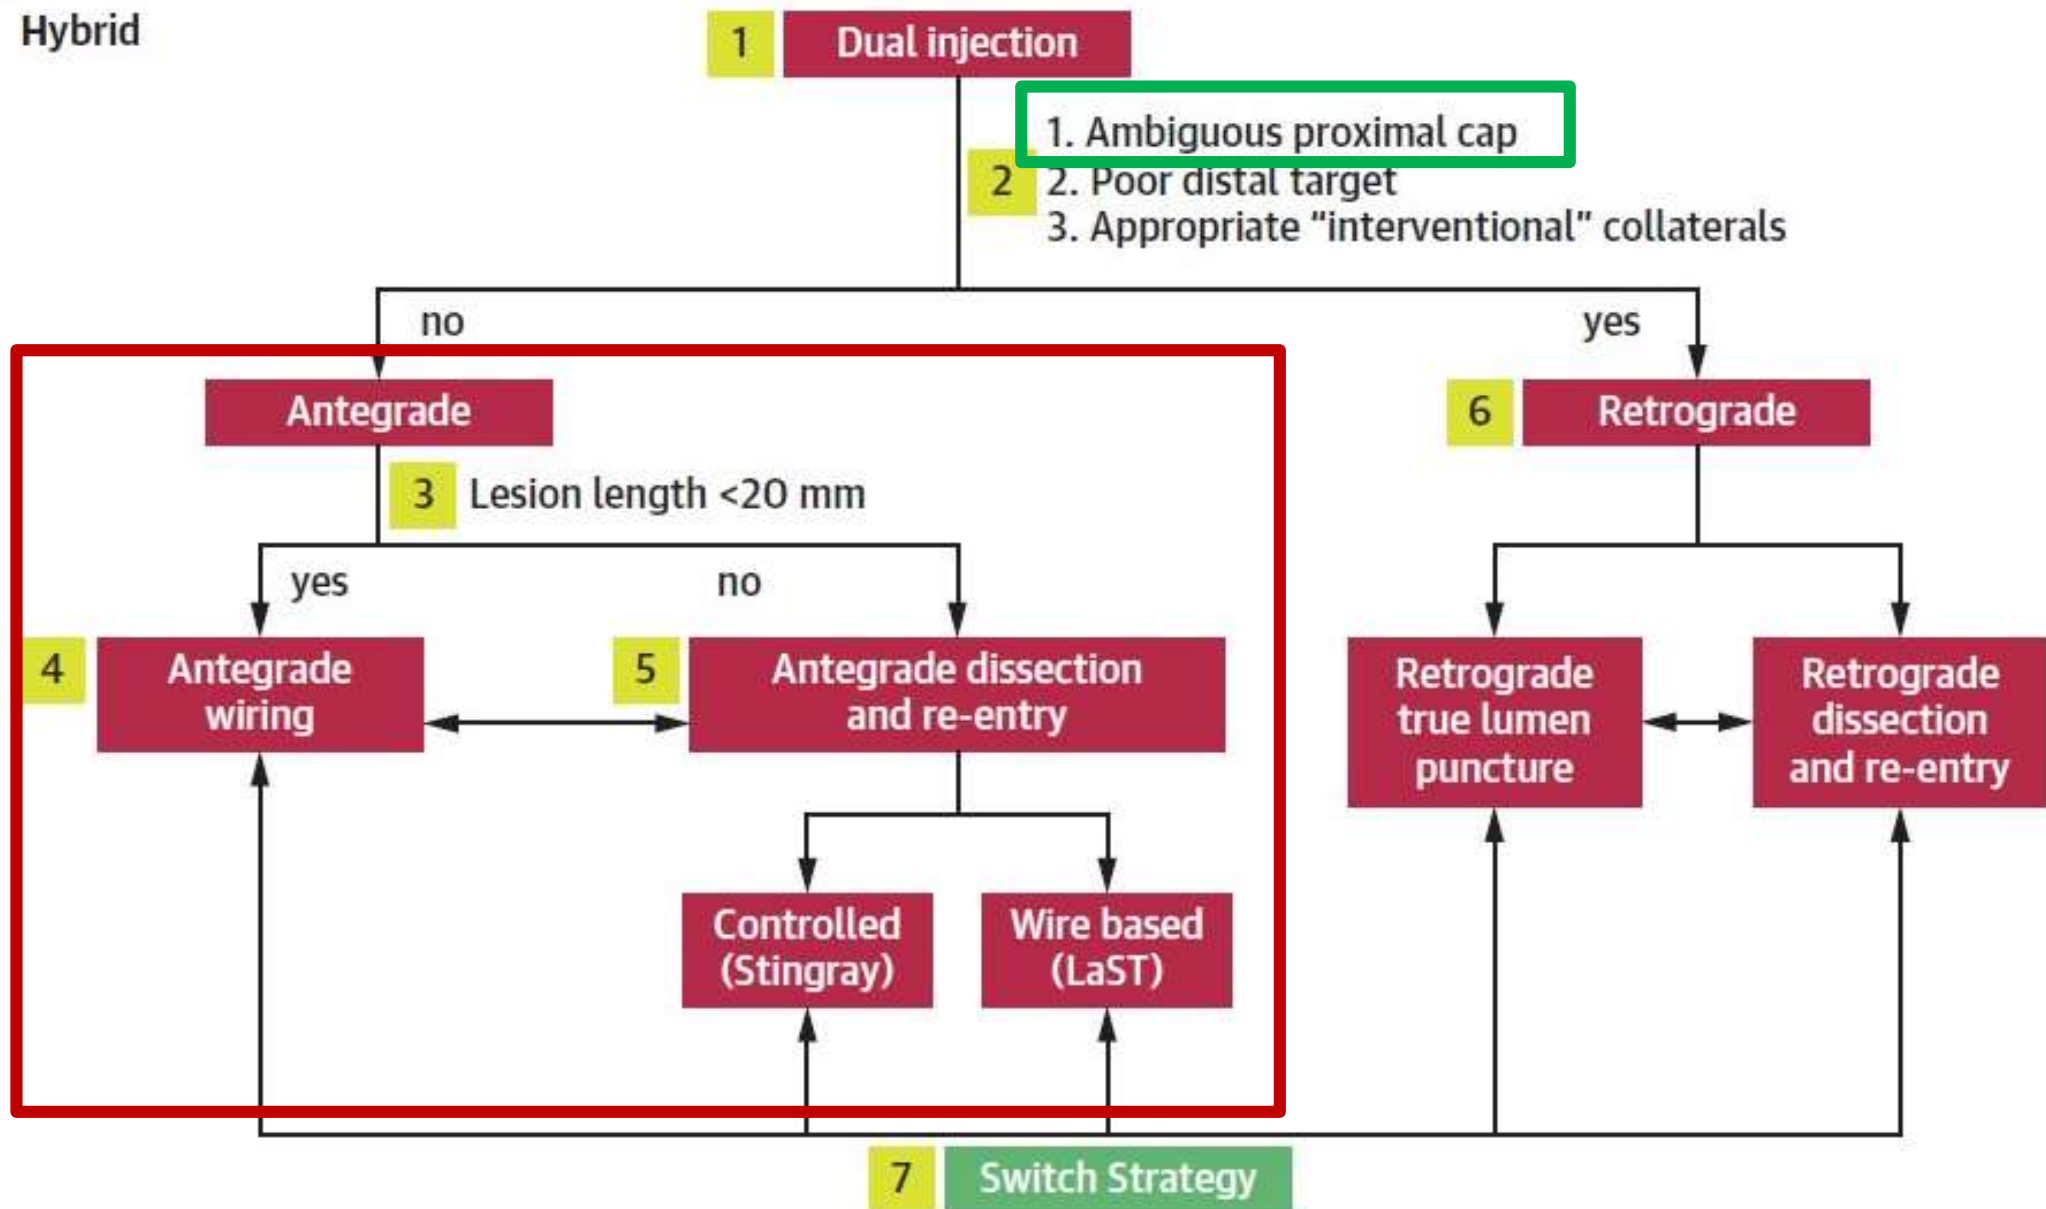 Hybrid
1 Dual injection
1. Ambiguous proximal cap
2 2. Poor distal target
3. Appropriate “interventional” collaterals
no
yes
Antegrade
6 Retrograde
3 Lesion length <20 mm
yes
no
4 Antegrade
wiring
5 Antegrade dissection
and re-entry
Retrograde
true lumen
puncture
Retrograde
dissection
and re-entry
Controlled
(Stingray)
Wire based
(LaST)
7 Switch Strategy